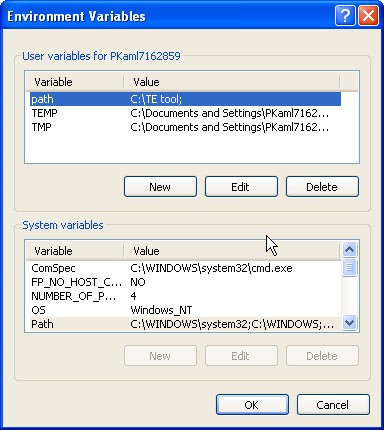 Environment Variables
User variables for PKaml7162859
Variable Value
path C:\TE tool;
TEMP C:\Documents and Settings\PKaml7162...
TMP C:\Documents and Settings\PKaml7162...
New Edit Delete
System variables
Variable Value
ComSpec C:\WINDOWS\system32\cmd.exe
FP_NO_HOST_C... NO
NUMBER_OF_P... 4
OS Windows_NT
Path C:\WINDOWS\system32;C:\WINDOWS;...
New Edit Delete
OK Cancel